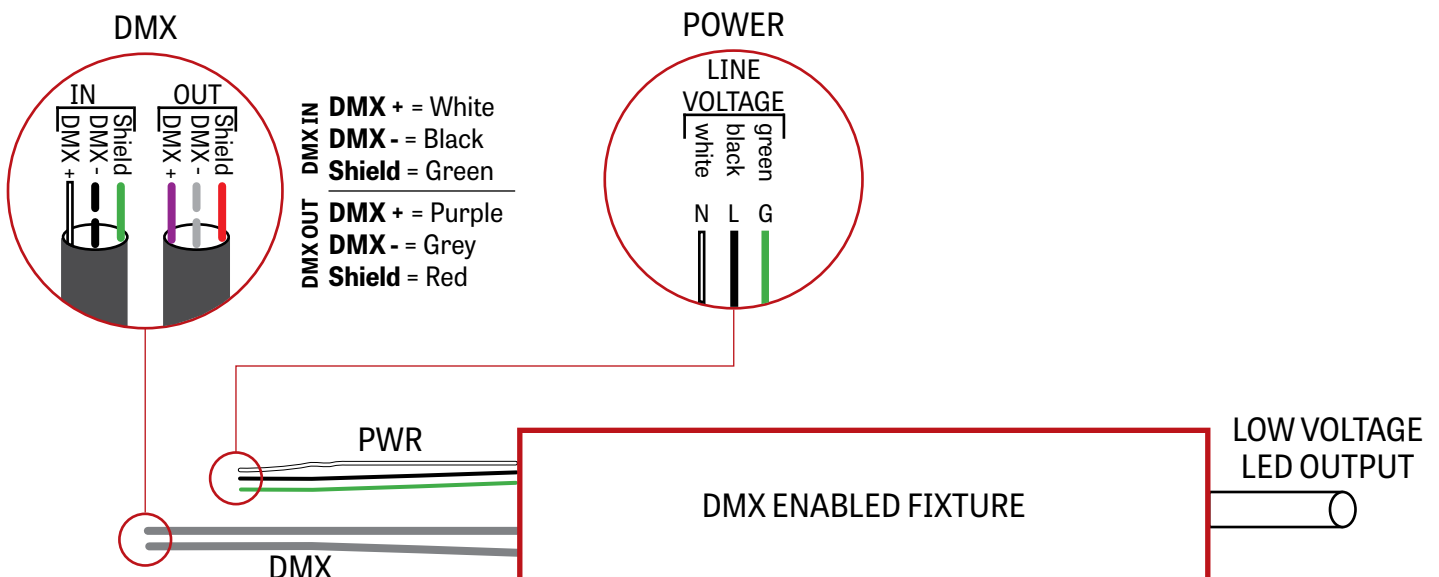 DMX
IN OUT
DMX +
DMX -
Shield
DMX +
DMX -
Shield
DMX IN
DMX + = White
DMX - = Black
Shield = Green
DMX OUT
DMX + = Purple
DMX - = Grey
Shield = Red
POWER
LINE
VOLTAGE
white
black
green
N L G
PWR
DMX
DMX ENABLED FIXTURE
LOW VOLTAGE
LED OUTPUT